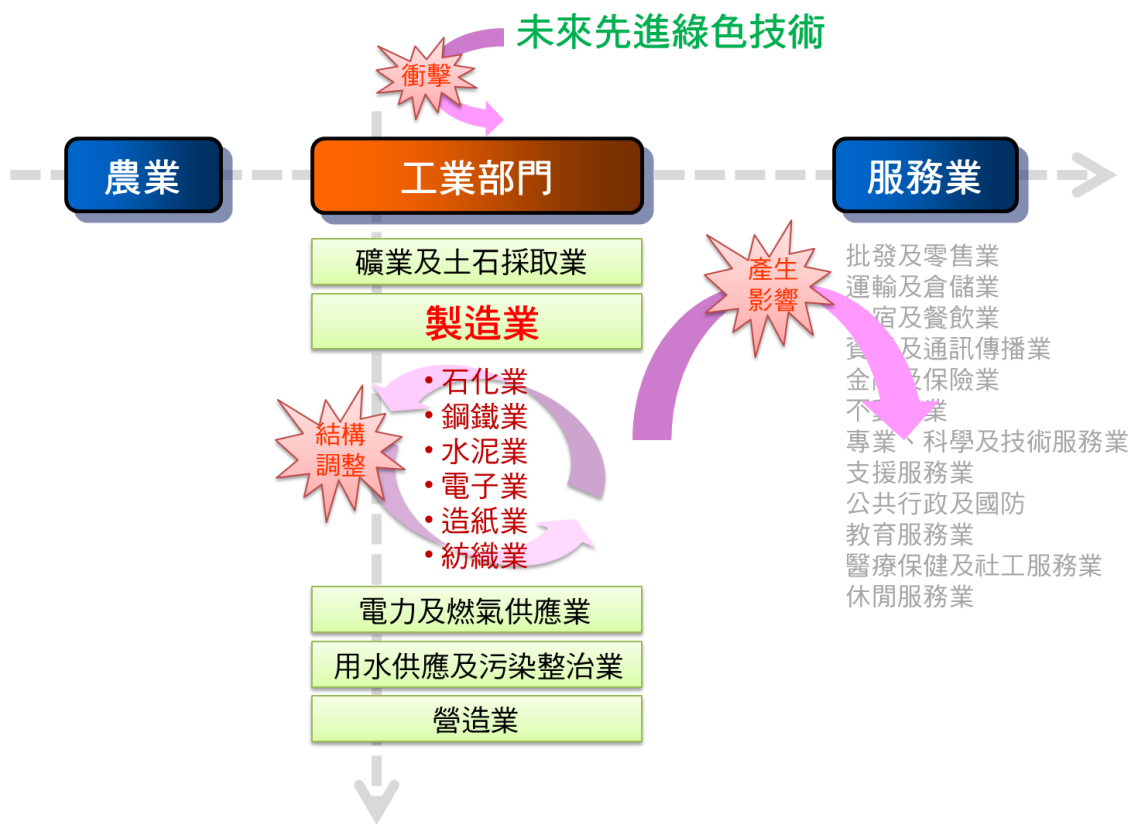 未來先進綠色技術
衝擊
農業
工業部門
服務業
礦業及土石採取業
製造業
• 石化業
• 鋼鐵業
• 水泥業
• 電子業
• 造紙業
• 紡織業
結構
調整
電力及燃氣供應業
用水供應及污染整治業
營造業
產生
影響
批發及零售業
運輸及倉儲業
宿及餐飲業
及通訊傳播業
金 及保險業
不 業
專業、科學及技術服務業
支援服務業
公共行政及國防
教育服務業
醫療保健及社工服務業
休閒服務業